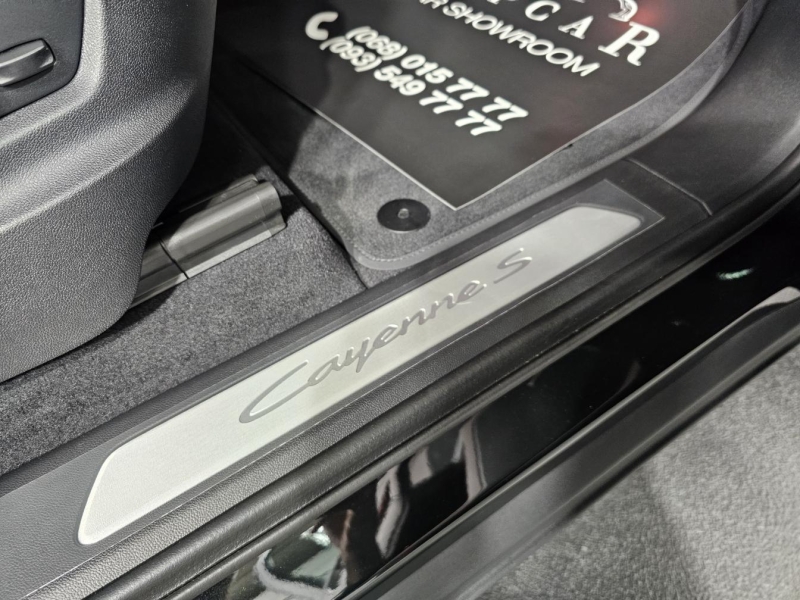 CAR
SHOWROOM
(068) 015 77 77
(093) 549 77 77
Cayenne S